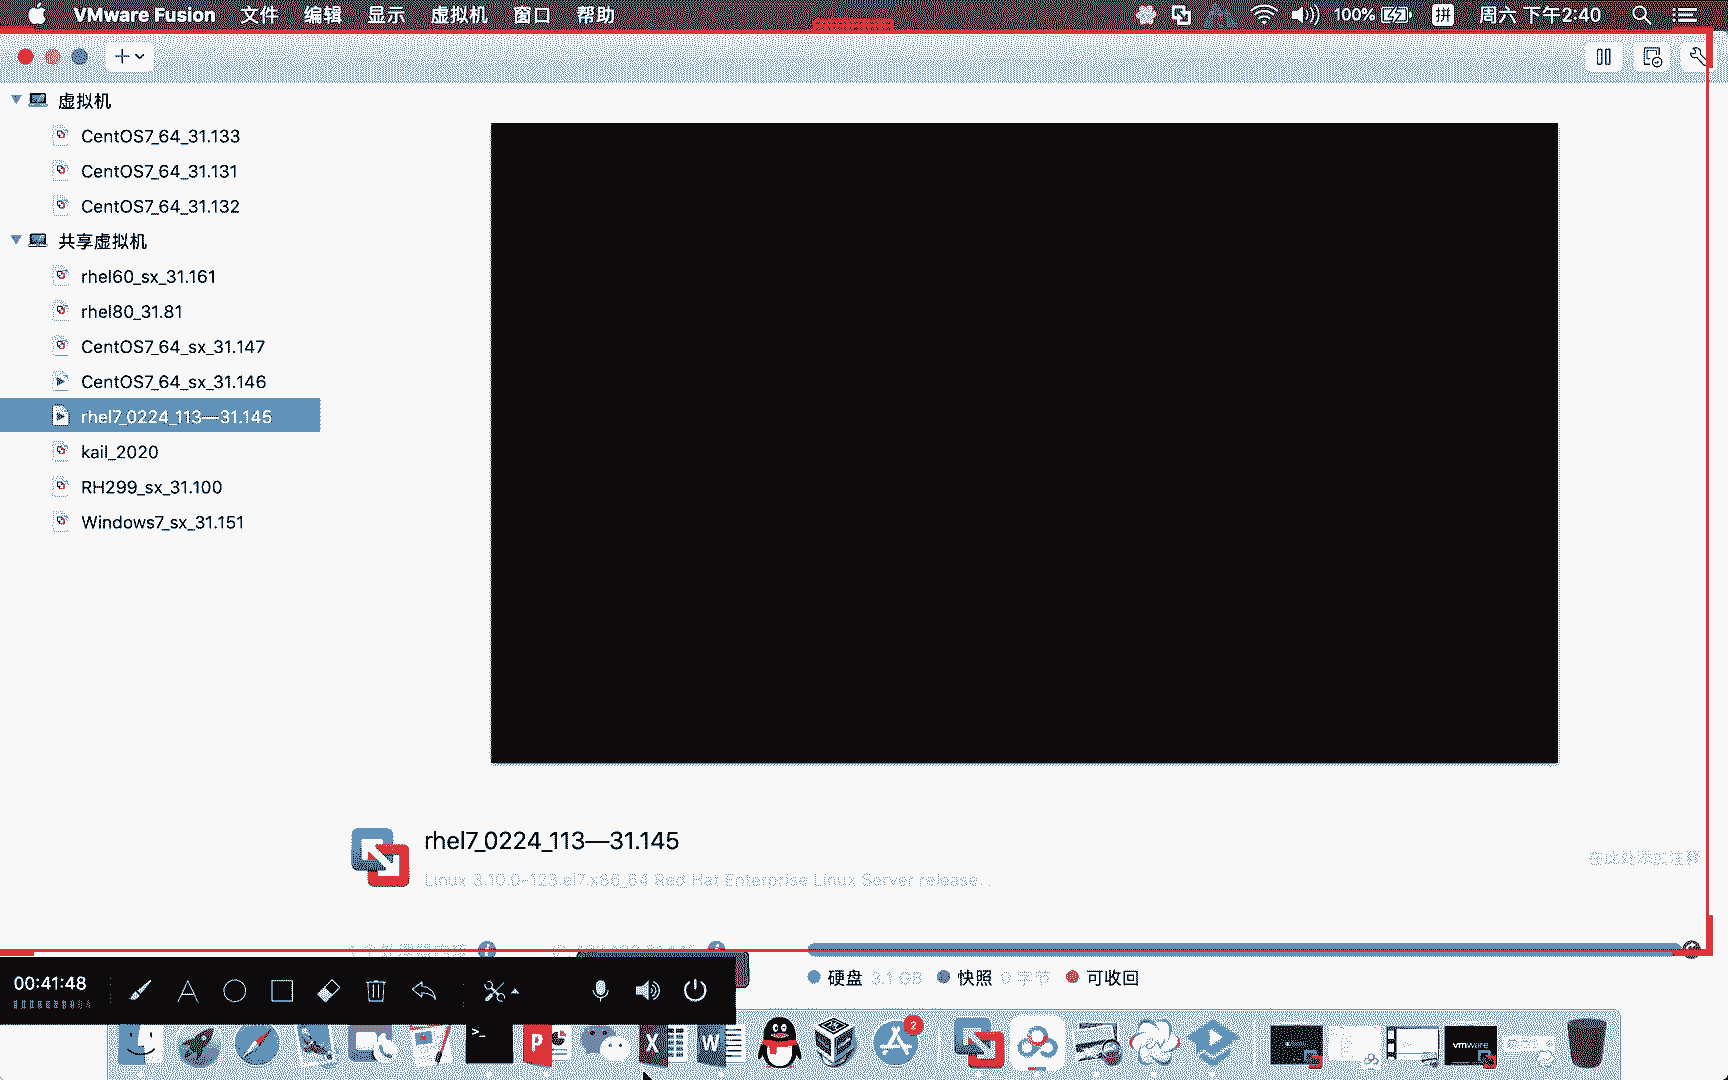 VMware Fusion 文件 编辑 显示 虚拟机 窗口 帮助 100% 拼 周六 下午2:40
虚拟机
CentOS7_64_31.133
CentOS7_64_31.131
CentOS7_64_31.132
共享虚拟机
rhel60_sx_31.161
rhel80_31.81
CentOS7_64_sx_31.147
CentOS7_64_sx_31.146
rhel7_0224_113—31.145
kail_2020
RH299_sx_31.100
Windows7_sx_31.151
rhel7_0224_113—31.145
在此处添加注释
Linux 3.10.0-123.el7.x86_64 Red Hat Enterprise Linux Server release...
00:41:48
硬盘 3.1 GB 快照 0 字节 可收回
>_
P
X
W
2
vmware